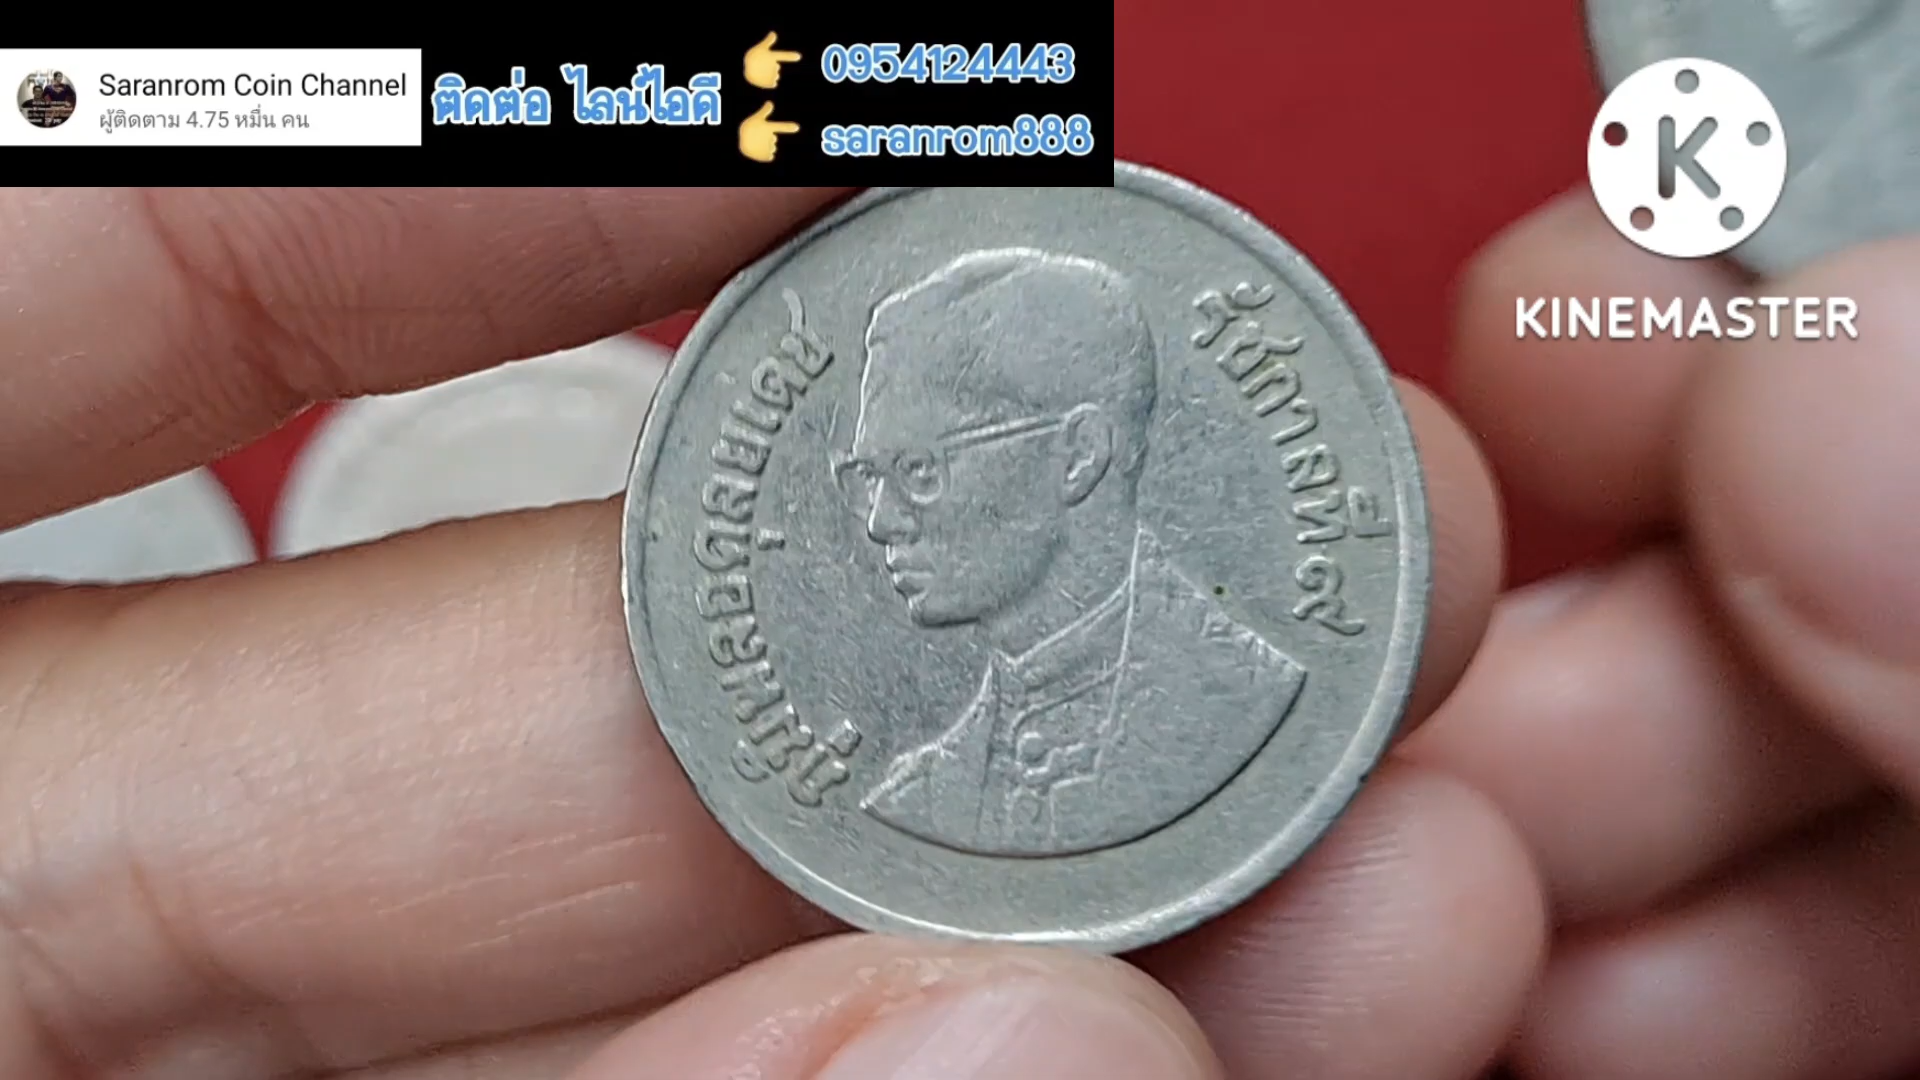 Saranrom Coin Channel
ผู้ติดตาม 4.75 หมื่น คน
ติดต่อ ไลน์ไอดี
0954124443
saranrom888
KINEMASTER
ภูมิพลอดุลยเดช
รัชกาลที่๙